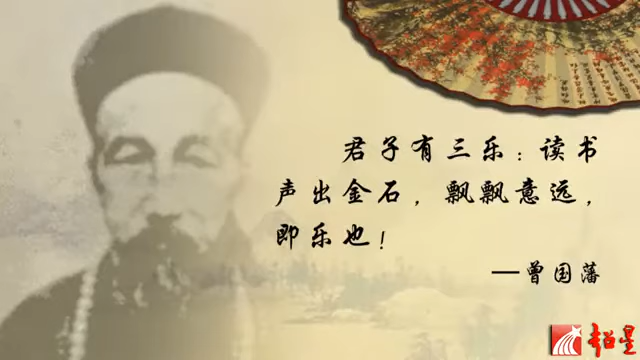 君子有三乐：读书
声出金石，飘飘意远，
即乐也！
—曾国藩
超星